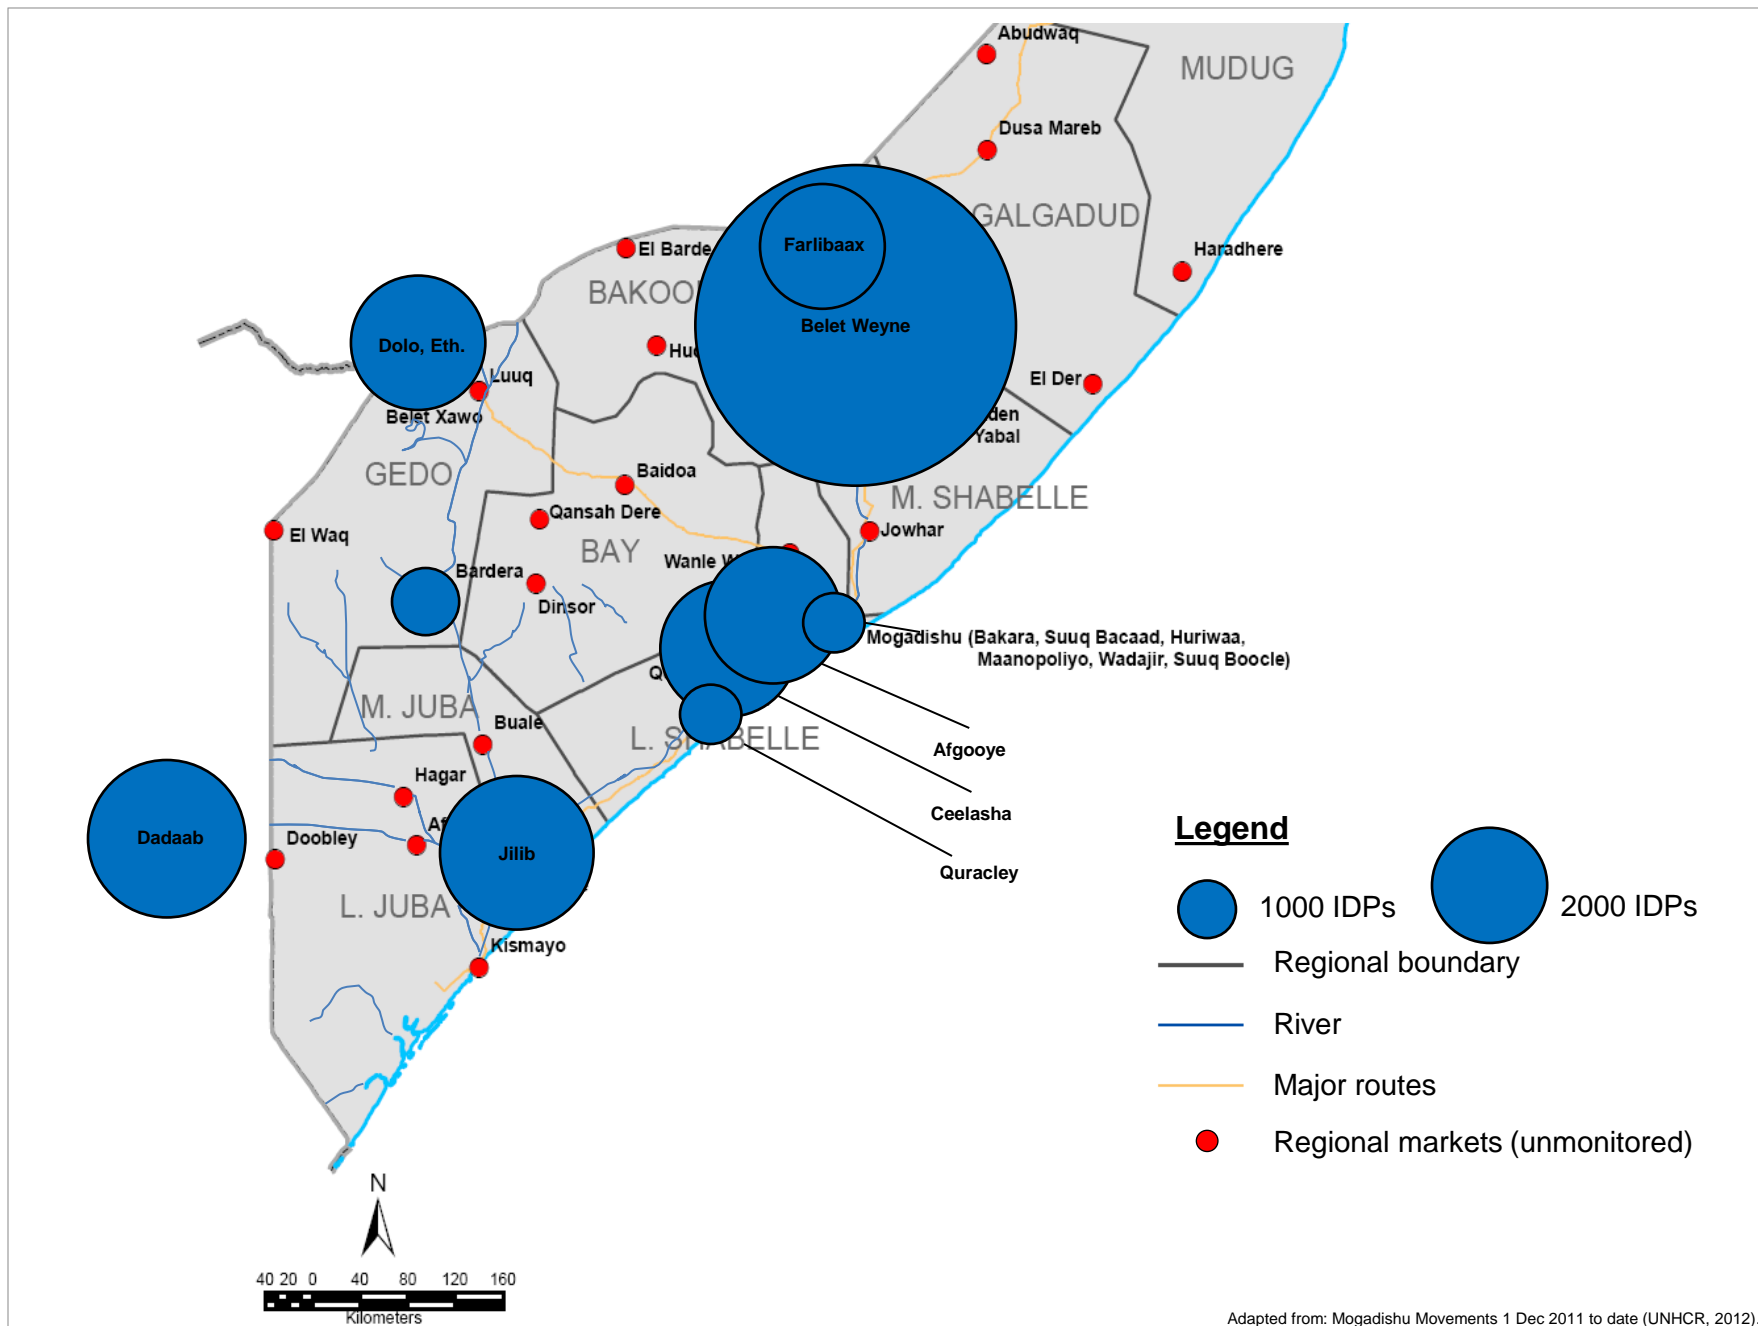 Abudwaq
MUDUG
Dusa Mareb
GALGADUD
Farlibaax
El Barde
Haradhere
BAKOO
Belet Weyne
Dolo, Eth.
Luuq
El Der
Belet Xawo
Yabal
Baidoa
GEDO
M. SHABELLE
Qansah Dere
El Waq
Jowhar
BAY
Wanle
Bardera
Dinsor
Mogadishu (Bakara, Suuq Bacaad, Huriwaa,
Maanopoliyo, Wadajir, Suuq Boocle)
M. JUBA
Buale
L. SHABELLE
Afgooye
Hagar
Ceelasha
Dadaab
Doobley
Jilib
Quracley
L. JUBA
Kismayo
Legend
1000 IDPs
2000 IDPs
Regional boundary
River
Major routes
Regional markets (unmonitored)
N
40 20 0 40 80 120 160
Kilometers
Adapted from: Mogadishu Movements 1 Dec 2011 to date (UNHCR, 2012).